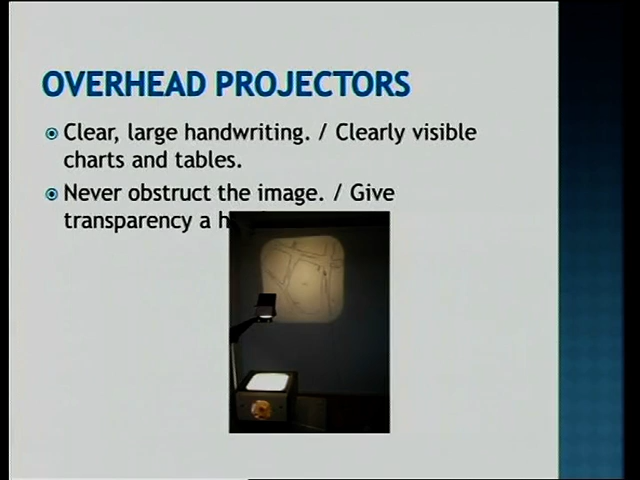 OVERHEAD PROJECTORS
Clear, large handwriting. / Clearly visible
charts and tables.
Never obstruct the image. / Give
transparency a